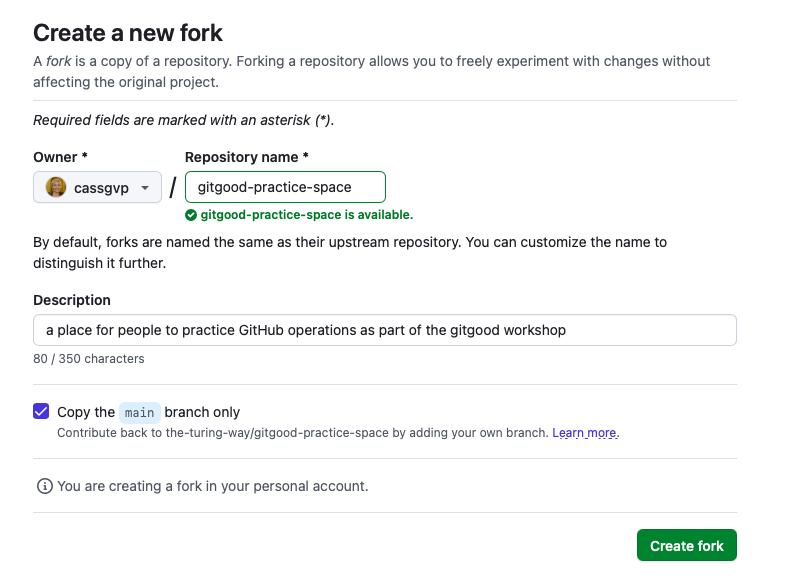 Create a new fork
A fork is a copy of a repository. Forking a repository allows you to freely experiment with changes without
affecting the original project.
Required fields are marked with an asterisk (*).
Owner *
Repository name *
cassgvp
/
gitgood-practice-space
gitgood-practice-space is available.
By default, forks are named the same as their upstream repository. You can customize the name to
distinguish it further.
Description
a place for people to practice GitHub operations as part of the gitgood workshop
80 / 350 characters
Copy the main branch only
Contribute back to the-turing-way/gitgood-practice-space by adding your own branch. Learn more.
You are creating a fork in your personal account.
Create fork